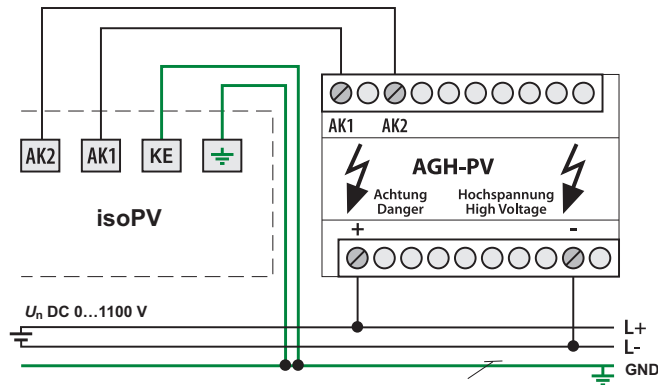 AK1 AK2
AK2 AK1 KE
AGH-PV
Achtung
Danger
Hochspannung
High Voltage
isoPV
+ -
Un DC 0…1100 V
L+
L-
GND